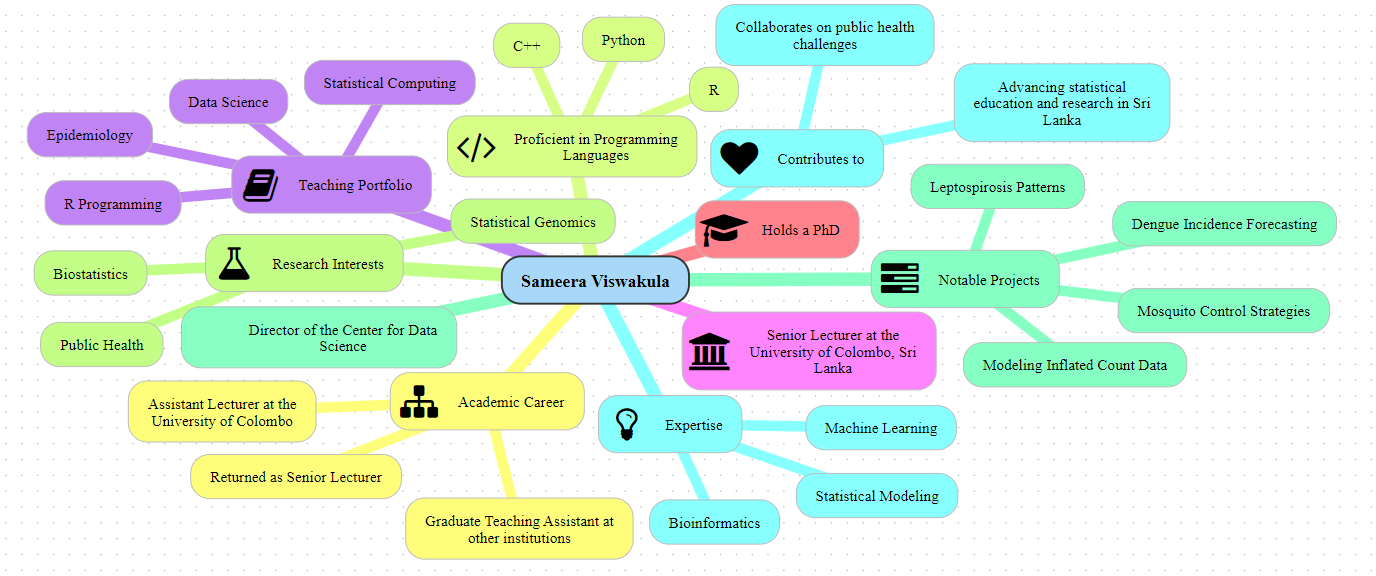 Collaborates on public health
challenges
C++
Python
R
Proficient in Programming
Languages
Statistical Computing
Data Science
Epidemiology
R Programming
Teaching Portfolio
Advancing statistical
education and research in Sri
Lanka
Contributes to
Holds a PhD
Leptospirosis Patterns
Dengue Incidence Forecasting
Mosquito Control Strategies
Modeling Inflated Count Data
Notable Projects
Statistical Genomics
Biostatistics
Public Health
Research Interests
Sameera Viswakula
Director of the Center for Data
Science
Senior Lecturer at the
University of Colombo, Sri
Lanka
Academic Career
Assistant Lecturer at the
University of Colombo
Returned as Senior Lecturer
Graduate Teaching Assistant at
other institutions
Expertise
Machine Learning
Statistical Modeling
Bioinformatics